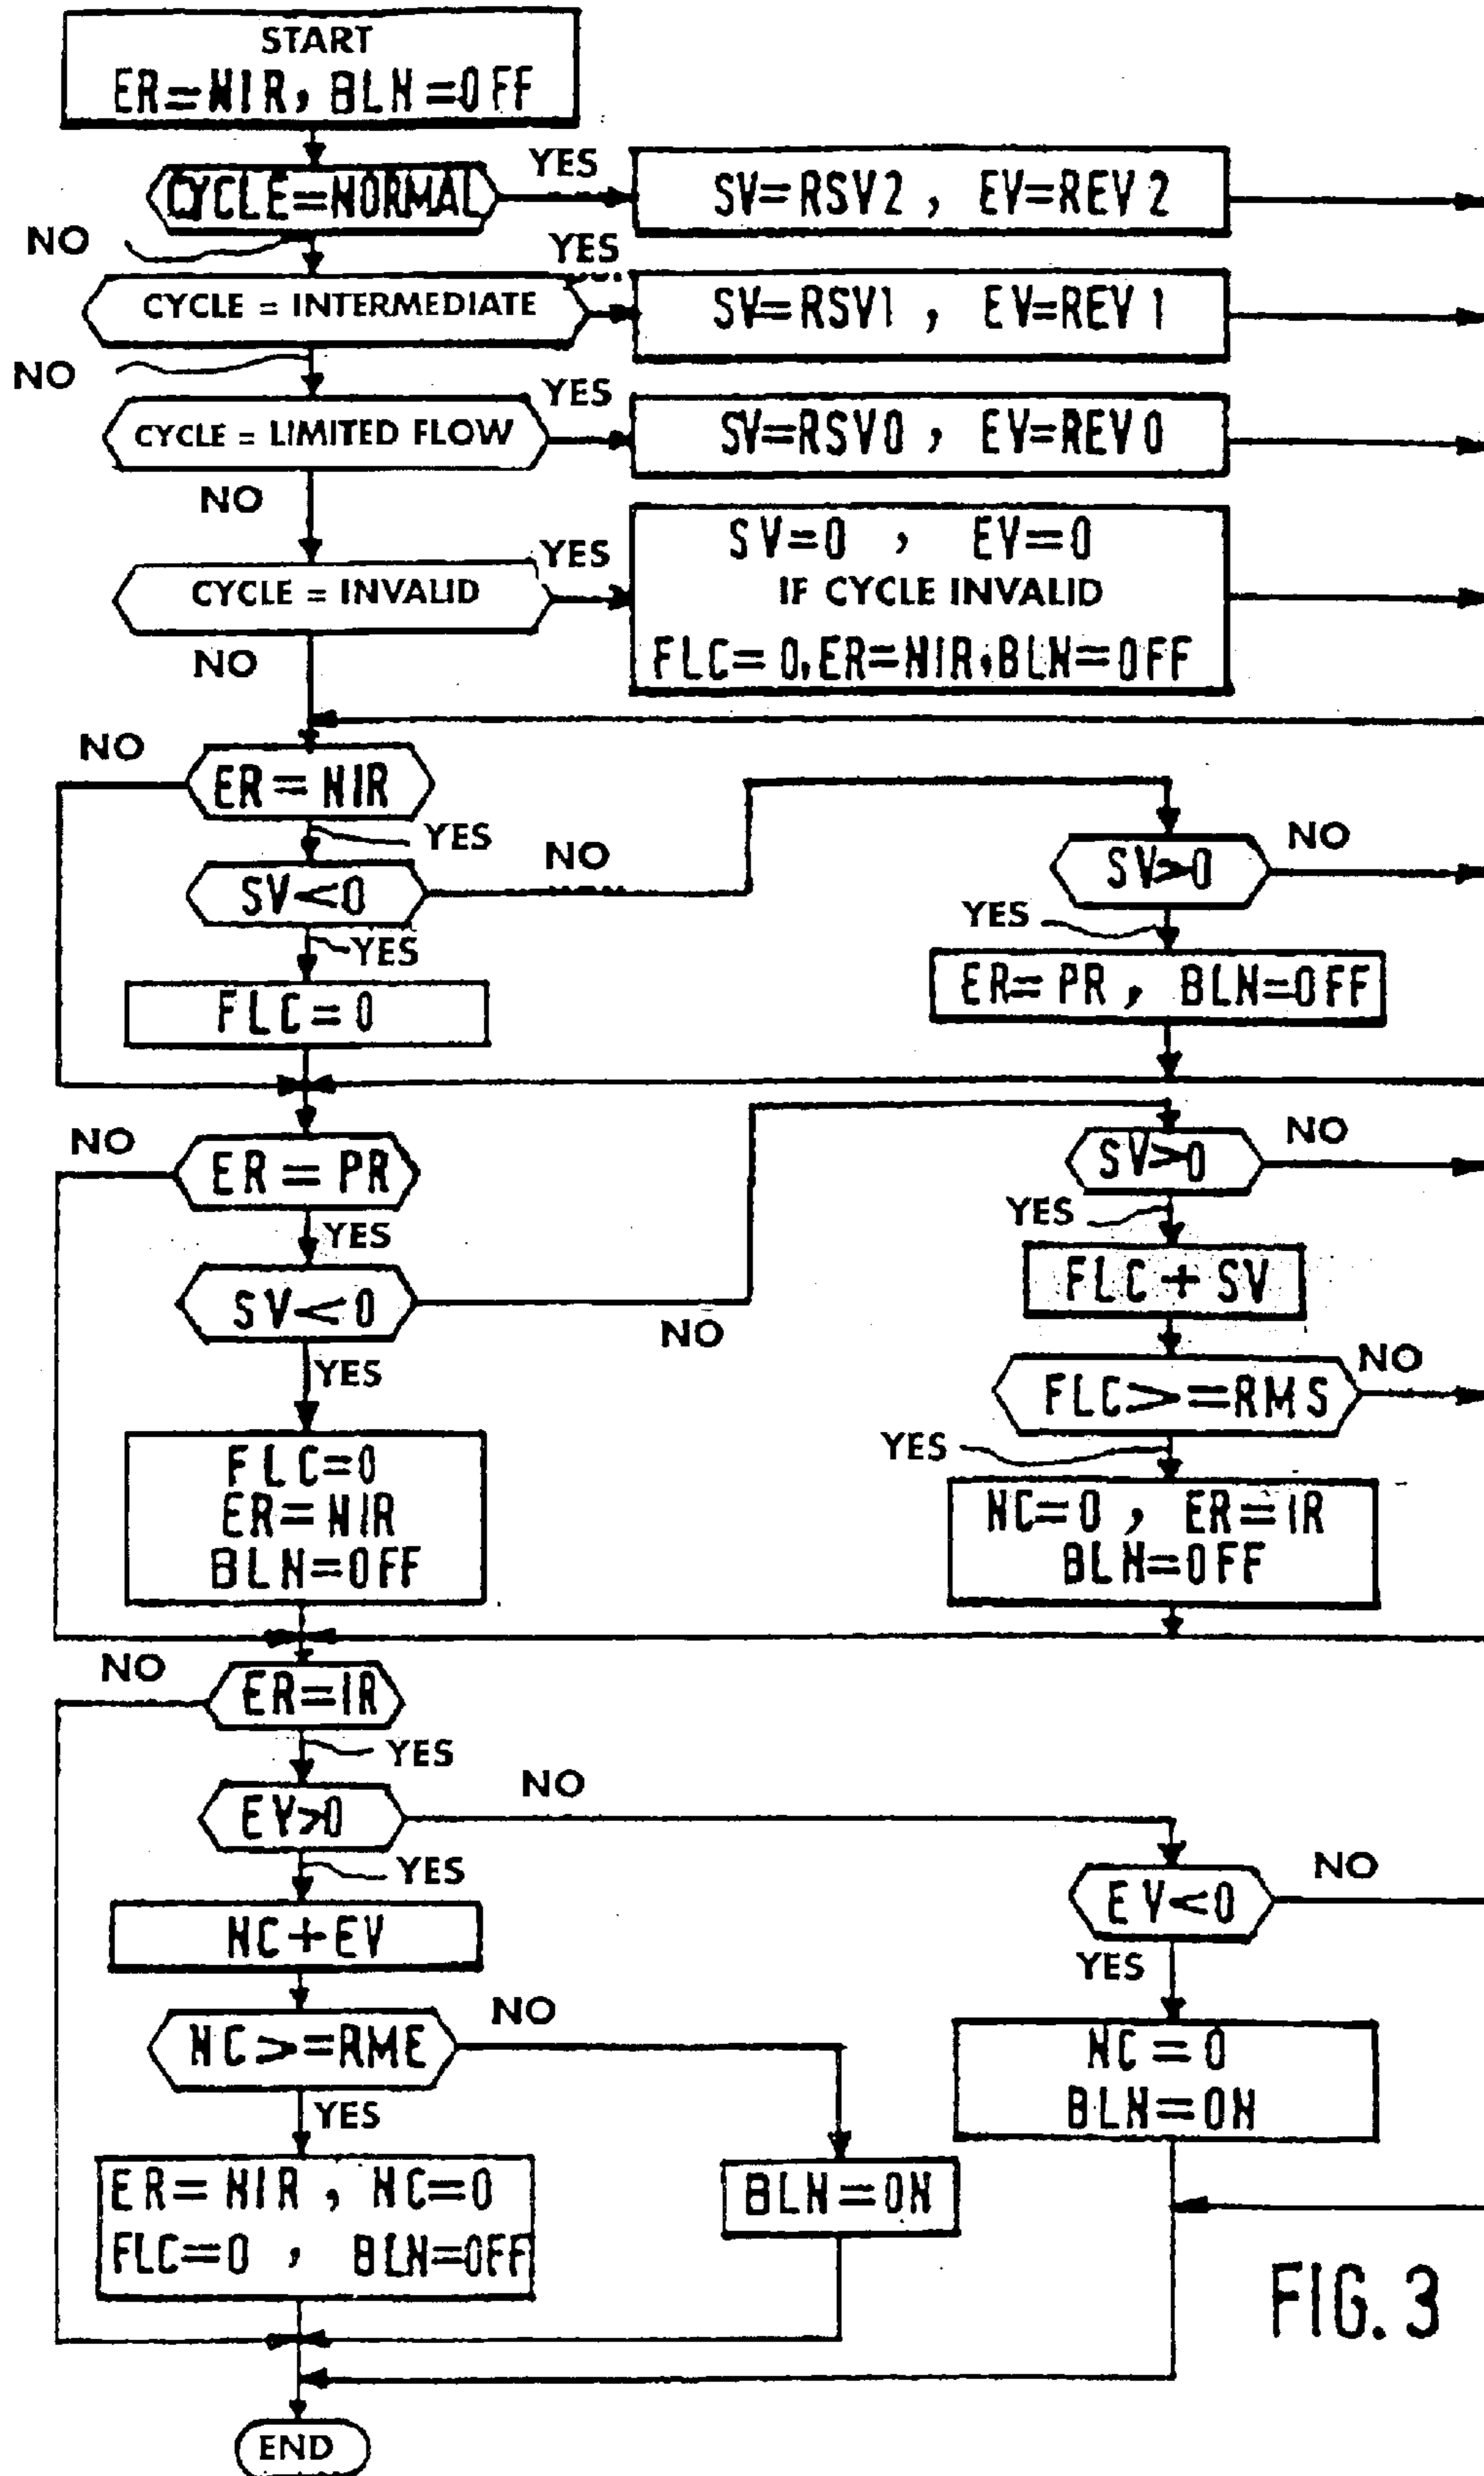 START
ER=NIR, BLN=OFF
CYCLE=NORMAL
YES
SV=RSV2 , EV=REV2
NO
CYCLE = INTERMEDIATE
YES
SV=RSV1 , EV=REV1
NO
CYCLE = LIMITED FLOW
YES
SV=RSV0 , EV=REV0
NO
CYCLE = INVALID
YES
SV=0 , EV=0
IF CYCLE INVALID
FLC=0,ER=NIR,BLN=OFF
NO
NO
ER=NIR
YES
SV<0
NO
SV>0
NO
YES
YES
FLC=0
ER=PR, BLN=OFF
NO
ER=PR
SV>0
NO
YES
YES
SV<0
NO
FLC+SV
YES
FLC>=RMS
NO
YES
FLC=0
ER=NIR
BLN=OFF
NC=0 , ER=IR
BLN=OFF
NO
ER=IR
YES
EV>0
NO
EV<0
NO
YES
NC+EV
YES
NC>=RME
NO
NC=0
BLN=ON
YES
ER=NIR , NC=0
FLC=0 , BLN=OFF
BLN=ON
FIG. 3
END